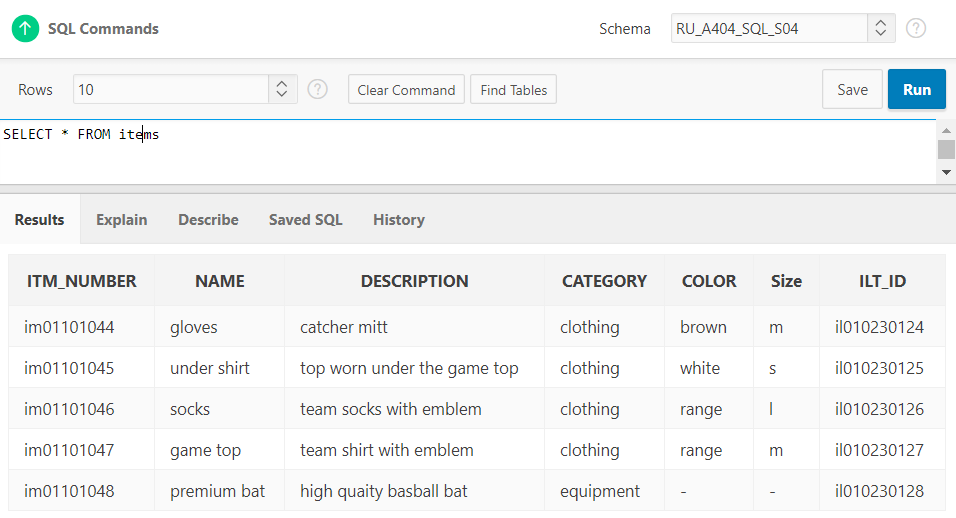 SQL Commands Schema RU_A404_SQL_S04
Rows 10 Clear Command Find Tables Save Run
SELECT * FROM items
Results Explain Describe Saved SQL History
ITM_NUMBER NAME DESCRIPTION CATEGORY COLOR Size ILT_ID
im01101044 gloves catcher mitt clothing brown m il010230124
im01101045 under shirt top worn under the game top clothing white s il010230125
im01101046 socks team socks with emblem clothing range l il010230126
im01101047 game top team shirt with emblem clothing range m il010230127
im01101048 premium bat high quaity basball bat equipment - - il010230128